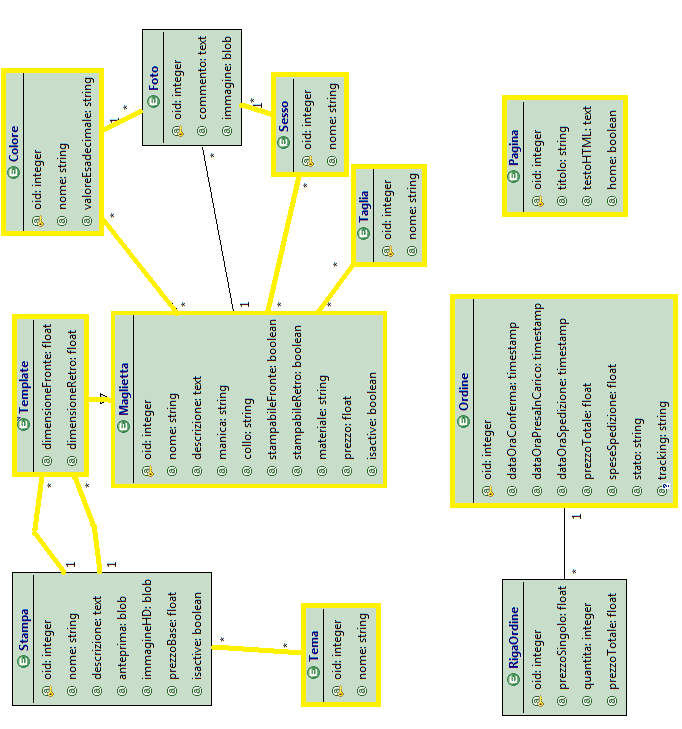 Colore
oid: integer
nome: string
valoreEsadecimale: string
Foto
oid: integer
commento: text
immagine: blob
Sesso
oid: integer
nome: string
Taglia
oid: integer
nome: string
Pagina
oid: integer
titolo: string
testoHTML: text
home: boolean
Template
dimensioneFronte: float
dimensioneRetro: float
Maglietta
oid: integer
nome: string
descrizione: text
manica: string
collo: string
stampabileFronte: boolean
stampabileRetro: boolean
materiale: string
prezzo: float
isactive: boolean
Ordine
oid: integer
dataOraConferma: timestamp
dataOraPresaInCarico: timestamp
dataOraSpedizione: timestamp
prezzoTotale: float
speseSpedizione: float
stato: string
tracking: string
Stampa
oid: integer
nome: string
descrizione: text
anteprima: blob
immagineHD: blob
prezzoBase: float
isactive: boolean
Tema
oid: integer
nome: string
RigaOrdine
oid: integer
prezzoSingolo: float
quantita: integer
prezzoTotale: float
1
*
1
*
*
*
*
1
*
*
*
*
*
*
1
1
*
*
1
*